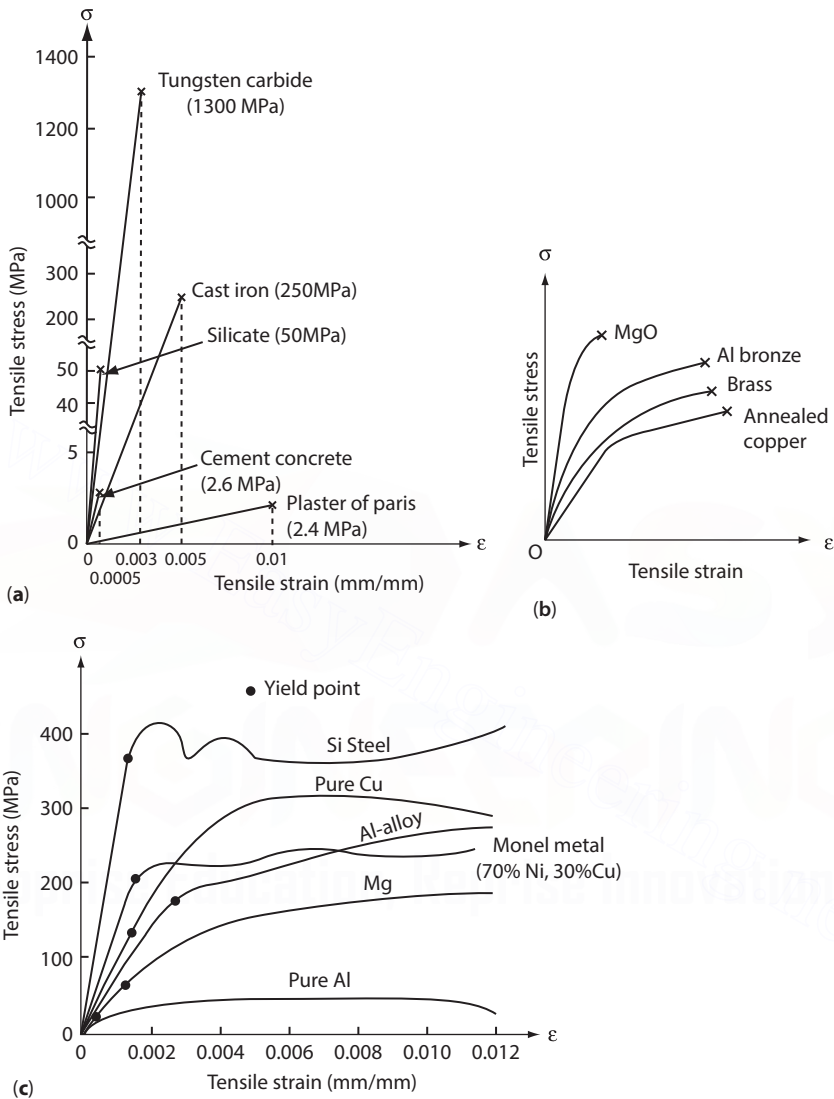 σ
1400
Tungsten carbide
(1300 MPa)
1200
1000
Tensile stress (MPa)
300
Cast iron (250MPa)
200
Silicate (50MPa)
50
40
5
Cement concrete
(2.6 MPa)
Plaster of paris
(2.4 MPa)
0
ε
0 0.003 0.005 0.01
0.0005
Tensile strain (mm/mm)
(a)
σ
MgO
Al bronze
Brass
Annealed
copper
Tensile stress
O
ε
Tensile strain
(b)
σ
Yield point
400
Si Steel
Pure Cu
300
Al-alloy
Monel metal
(70% Ni, 30%Cu)
Tensile stress (MPa)
200
Mg
100
Pure Al
0
ε
0 0.002 0.004 0.006 0.008 0.010 0.012
Tensile strain (mm/mm)
(c)